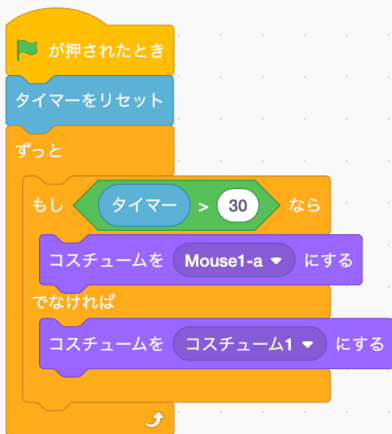 が押されたとき
タイマーをリセット
ずっと
もし タイマー > 30 なら
コスチュームを Mouse1-a にする
でなければ
コスチュームを コスチューム1 にする